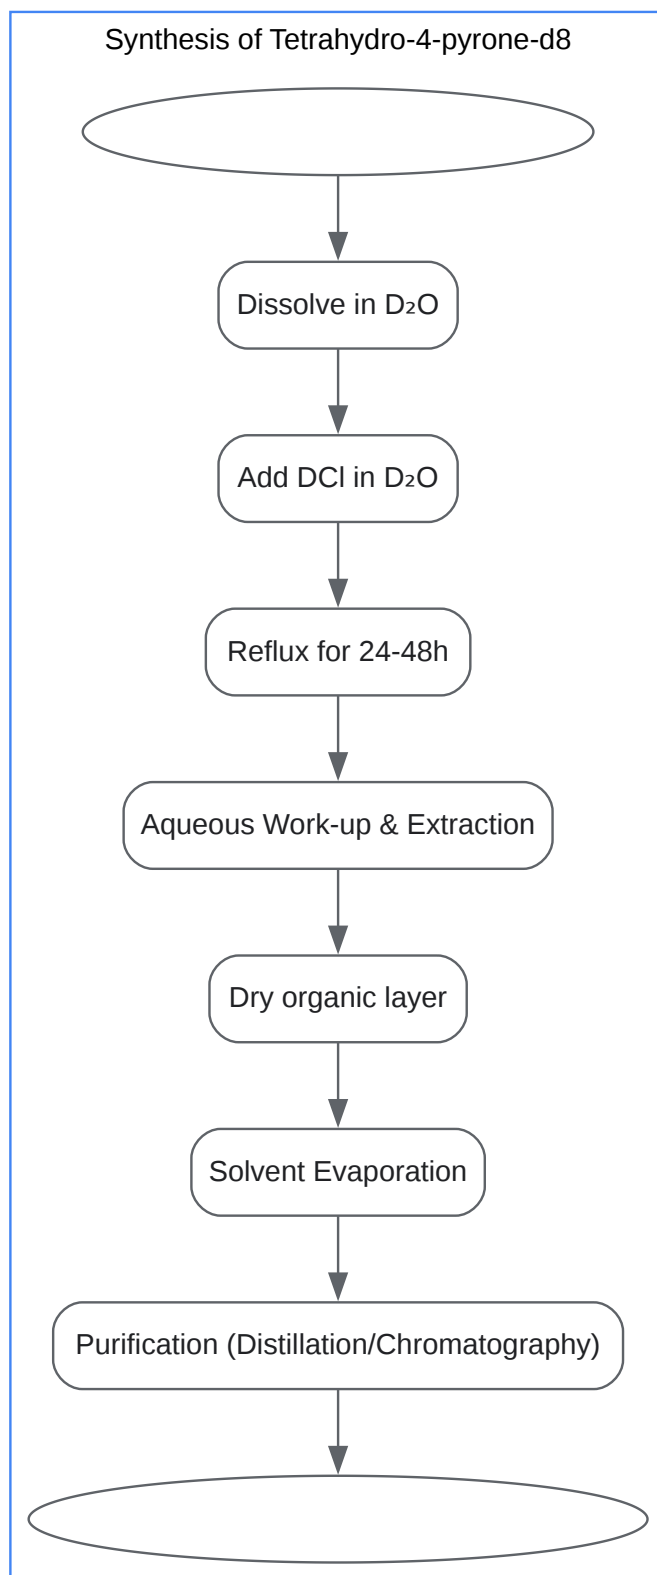 Synthesis of Tetrahydro-4-pyrone-d8
Dissolve in D₂O
Add DCl in D₂O
Reflux for 24-48h
Aqueous Work-up & Extraction
Dry organic layer
Solvent Evaporation
Purification (Distillation/Chromatography)